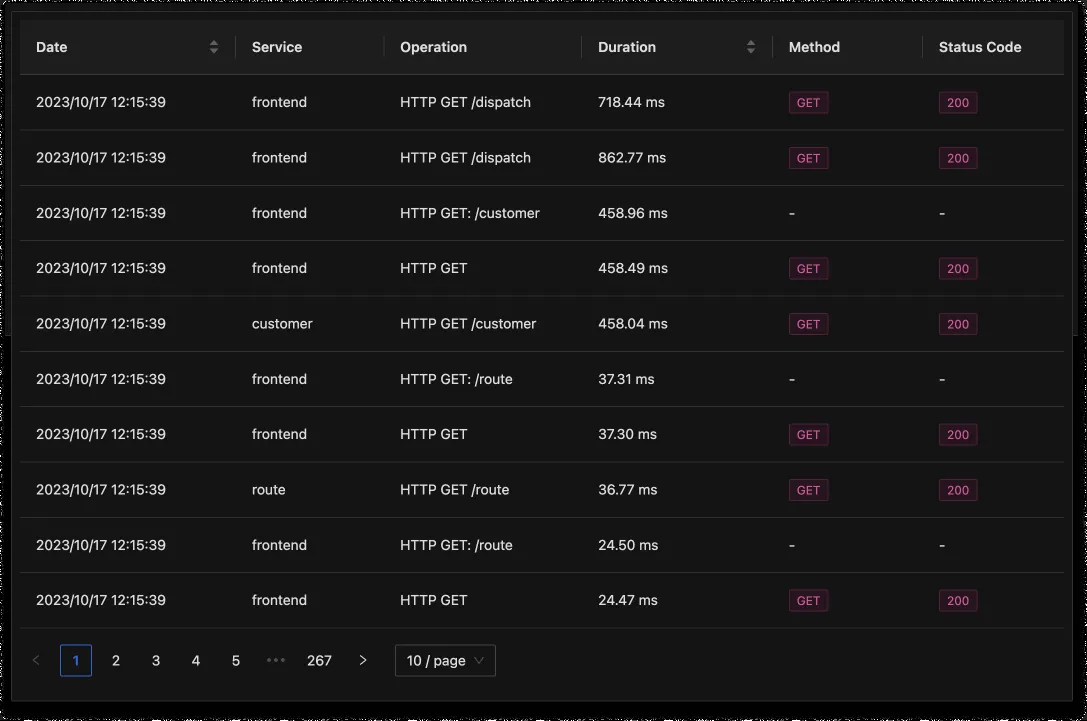 Date Service Operation Duration Method Status Code
2023/10/17 12:15:39 frontend HTTP GET /dispatch 718.44 ms GET 200
2023/10/17 12:15:39 frontend HTTP GET /dispatch 862.77 ms GET 200
2023/10/17 12:15:39 frontend HTTP GET: /customer 458.96 ms - -
2023/10/17 12:15:39 frontend HTTP GET 458.49 ms GET 200
2023/10/17 12:15:39 customer HTTP GET /customer 458.04 ms GET 200
2023/10/17 12:15:39 frontend HTTP GET: /route 37.31 ms - -
2023/10/17 12:15:39 frontend HTTP GET 37.30 ms GET 200
2023/10/17 12:15:39 route HTTP GET /route 36.77 ms GET 200
2023/10/17 12:15:39 frontend HTTP GET: /route 24.50 ms - -
2023/10/17 12:15:39 frontend HTTP GET 24.47 ms GET 200
< 1 2 3 4 5 ••• 267 > 10 / page